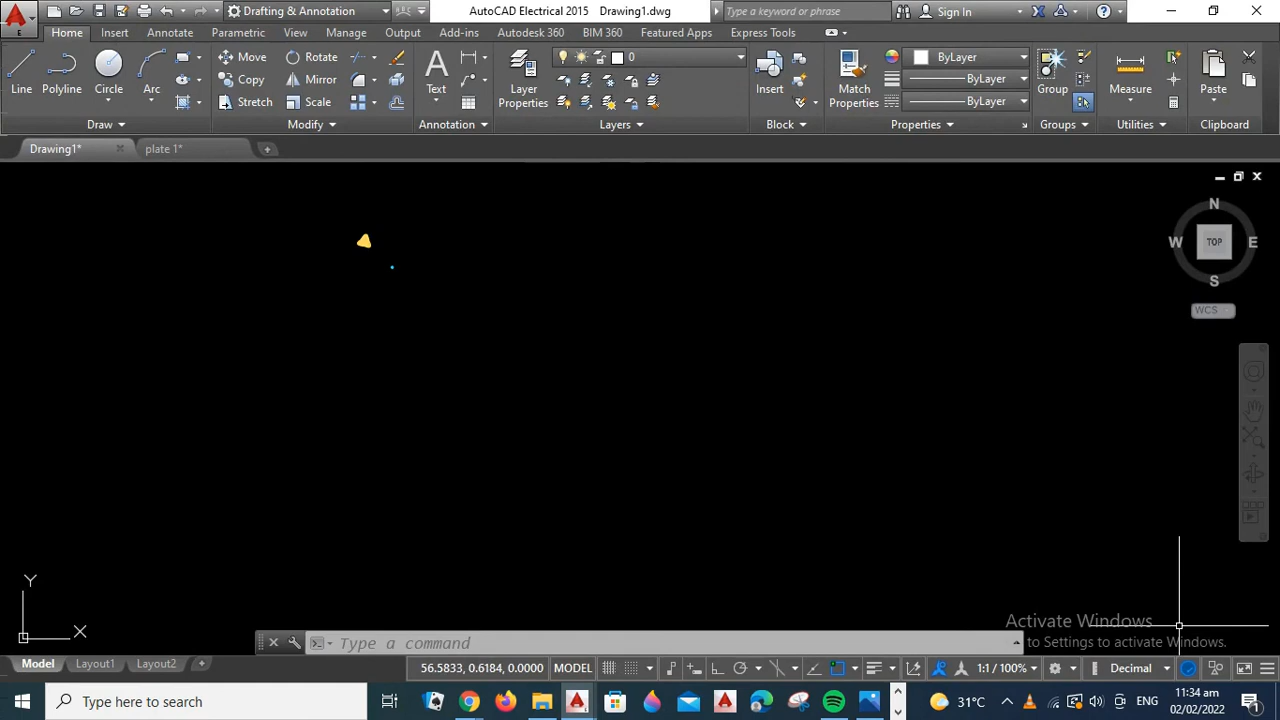 Drafting & Annotation
AutoCAD Electrical 2015 Drawing1.dwg
Type a keyword or phrase
Sign In
Home Insert Annotate Parametric View Manage Output Add-ins Autodesk 360 BIM 360 Featured Apps Express Tools
Move Rotate 0 ByLayer
Copy Mirror ByLayer
Line Polyline Circle Arc Text Layer Properties Insert Match Properties Group Measure Paste
Stretch Scale ByLayer
Draw Modify Annotation Layers Block Properties Groups Utilities Clipboard
Drawing1* plate 1*
N
W TOP E
S
WCS
Y
X
Activate Windows
to Settings to activate Windows.
Type a command
Model Layout1 Layout2 56.5833, 0.6184, 0.0000 MODEL 1:1 / 100% Decimal
Type here to search 31°C ENG 11:34 am
02/02/2022 1